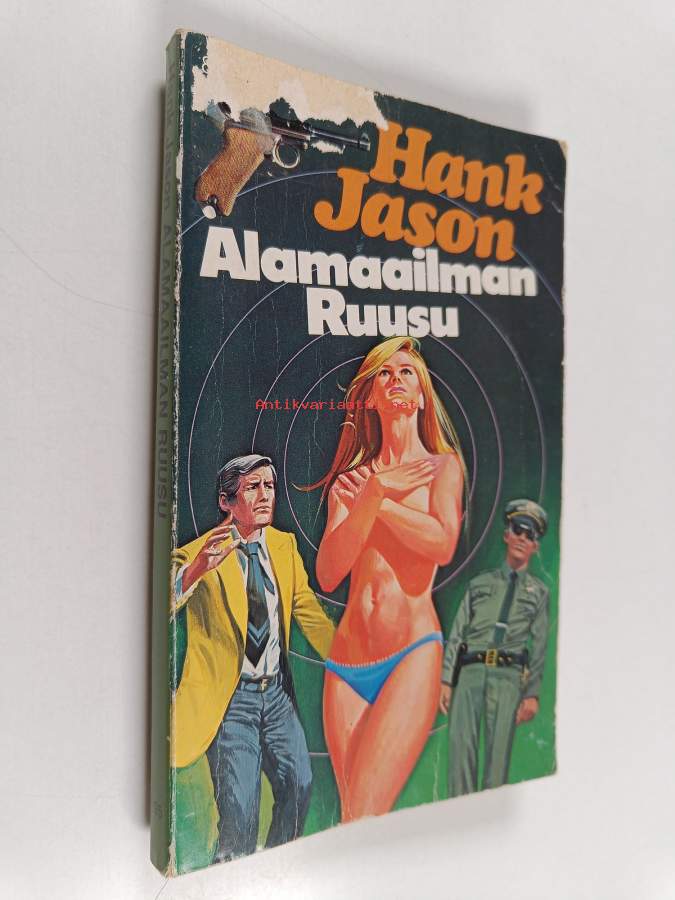 Hank
Jason
Alamaailman
Ruusu
Antikvariaatti.net
ALAMAAILMAN RUUSU